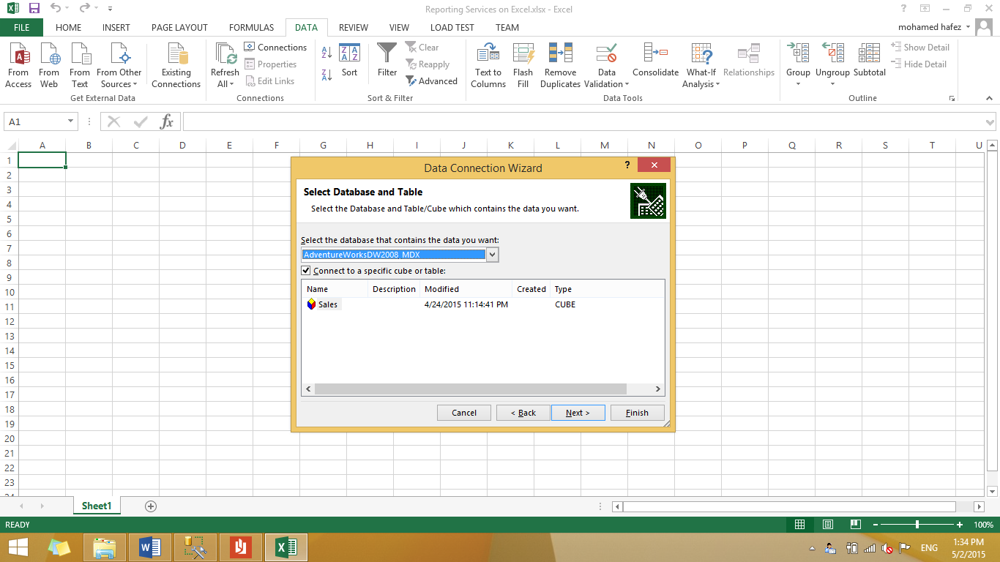 Reporting Services on Excel.xlsx - Excel
FILE HOME INSERT PAGE LAYOUT FORMULAS DATA REVIEW VIEW LOAD TEST TEAM mohamed hafez
From Access
From Web
From Text
From Other Sources
Existing Connections
Get External Data
Refresh All
Connections
Properties
Edit Links
Connections
Sort
Filter
Clear
Reapply
Advanced
Sort & Filter
Text to Columns
Flash Fill
Remove Duplicates
Data Validation
Consolidate
What-If Analysis
Relationships
Data Tools
Group
Ungroup
Subtotal
Show Detail
Hide Detail
Outline
A1
fx
A B C D E F G H I J K L M N O P Q R S T U
1
2
3
4
5
6
7
8
9
10
11
12
13
14
15
16
17
18
19
20
21
22
23
Data Connection Wizard
Select Database and Table
Select the Database and Table/Cube which contains the data you want.
Select the database that contains the data you want:
AdventureWorksDW2008_MDX
Connect to a specific cube or table:
Name Description Modified Created Type
Sales 4/24/2015 11:14:41 PM CUBE
Cancel < Back Next > Finish
Sheet1
READY 100%
ENG
1:34 PM
5/2/2015